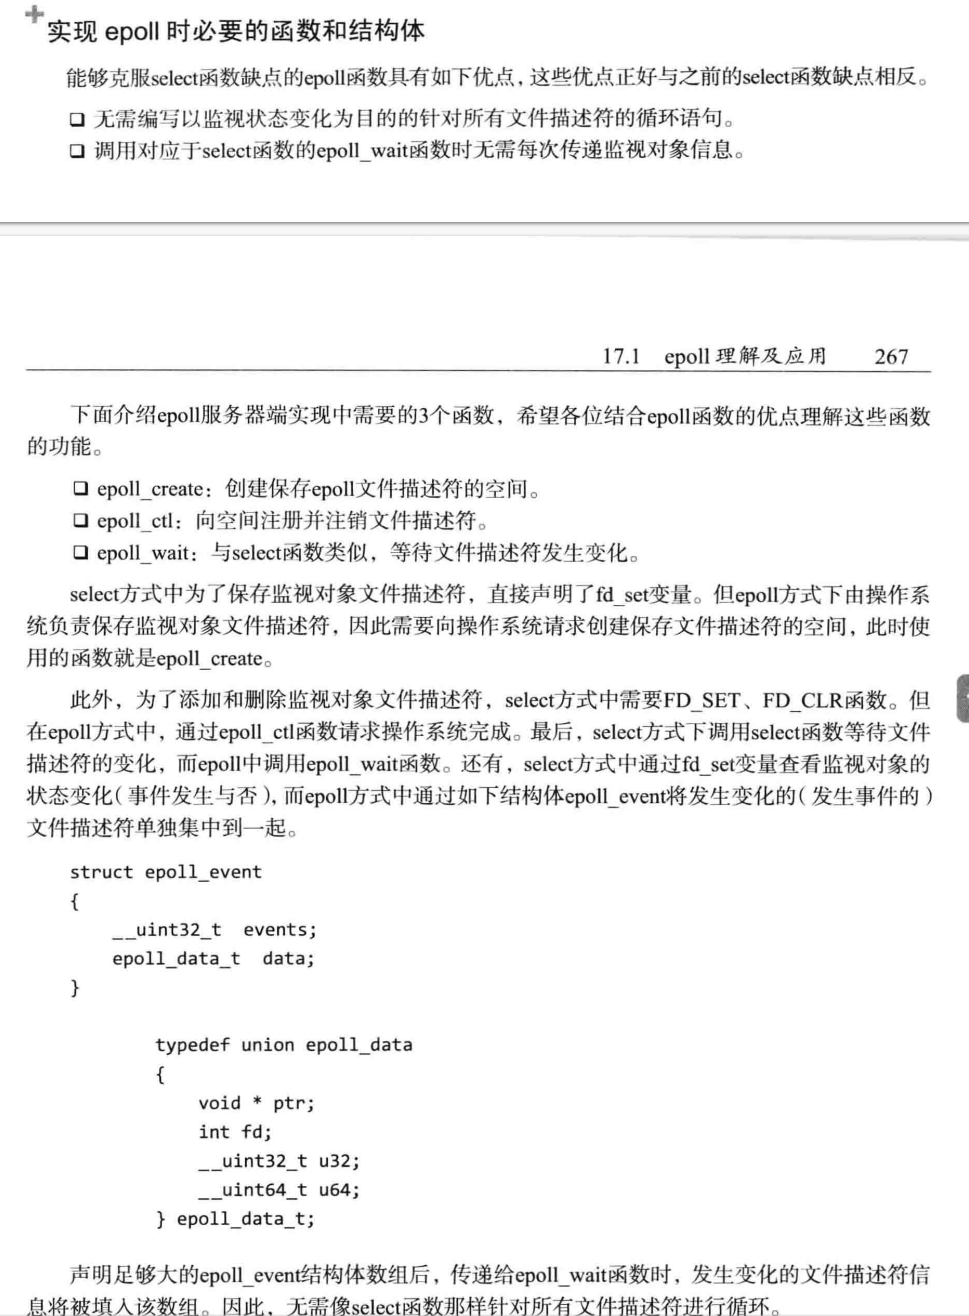 实现 epoll 时必要的函数和结构体
能够克服select函数缺点的epoll函数具有如下优点，这些优点正好与之前的select函数缺点相反。
❑ 无需编写以监视状态变化为目的的针对所有文件描述符的循环语句。
❑ 调用对应于select函数的epoll_wait函数时无需每次传递监视对象信息。
17.1 epoll 理解及应用 267
下面介绍epoll服务器端实现中需要的3个函数，希望各位结合epoll函数的优点理解这些函数
的功能。
❑ epoll_create：创建保存epoll文件描述符的空间。
❑ epoll_ctl：向空间注册并注销文件描述符。
❑ epoll_wait：与select函数类似，等待文件描述符发生变化。
select方式中为了保存监视对象文件描述符，直接声明了fd_set变量。但epoll方式下由操作系
统负责保存监视对象文件描述符，因此需要向操作系统请求创建保存文件描述符的空间，此时使
用的函数就是epoll_create。
此外，为了添加和删除监视对象文件描述符，select方式中需要FD_SET、FD_CLR函数。但
在epoll方式中，通过epoll_ctl函数请求操作系统完成。最后，select方式下调用select函数等待文件
描述符的变化，而epoll中调用epoll_wait函数。还有，select方式中通过fd_set变量查看监视对象的
状态变化（事件发生与否），而epoll方式中通过如下结构体epoll_event将发生变化的（发生事件的）
文件描述符单独集中到一起。
struct epoll_event
{
__uint32_t events;
epoll_data_t data;
}
typedef union epoll_data
{
void * ptr;
int fd;
__uint32_t u32;
__uint64_t u64;
} epoll_data_t;
声明足够大的epoll_event结构体数组后，传递给epoll_wait函数时，发生变化的文件描述符信
息将被填入该数组。因此，无需像select函数那样针对所有文件描述符进行循环。